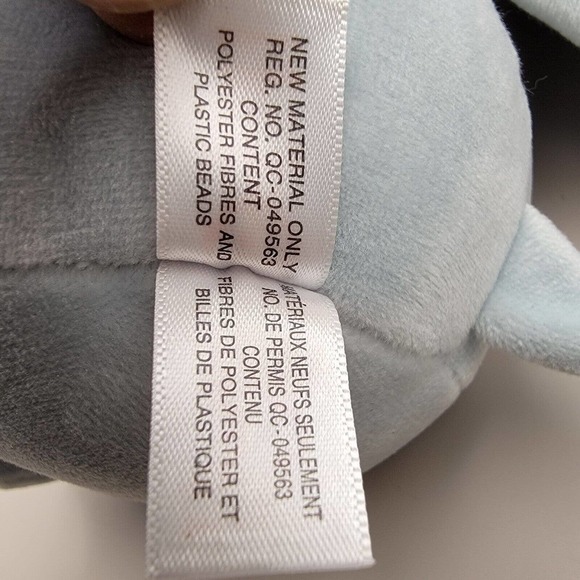 NEW MATERIAL ONLY
REG. NO. QC-049563
CONTENT
POLYESTER FIBRES AND
PLASTIC BEADS
MATÉRIAUX NEUFS SEULEMENT
NO. DE PERMIS QC-049563
CONTENU
FIBRES DE POLYESTER ET
BILLES DE PLASTIQUE